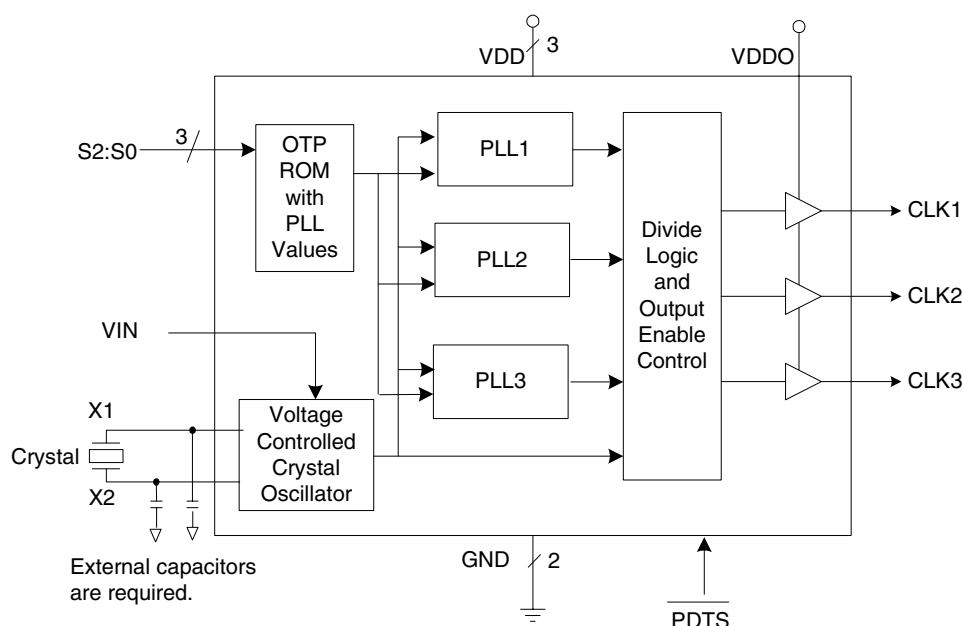 VDD
3
VDDO
S2:S0
3
OTP
ROM
with
PLL
Values
PLL1
PLL2
PLL3
Divide
Logic
and
Output
Enable
Control
CLK1
CLK2
CLK3
VIN
X1
Crystal
X2
Voltage
Controlled
Crystal
Oscillator
External capacitors
are required.
GND
2
PDTS